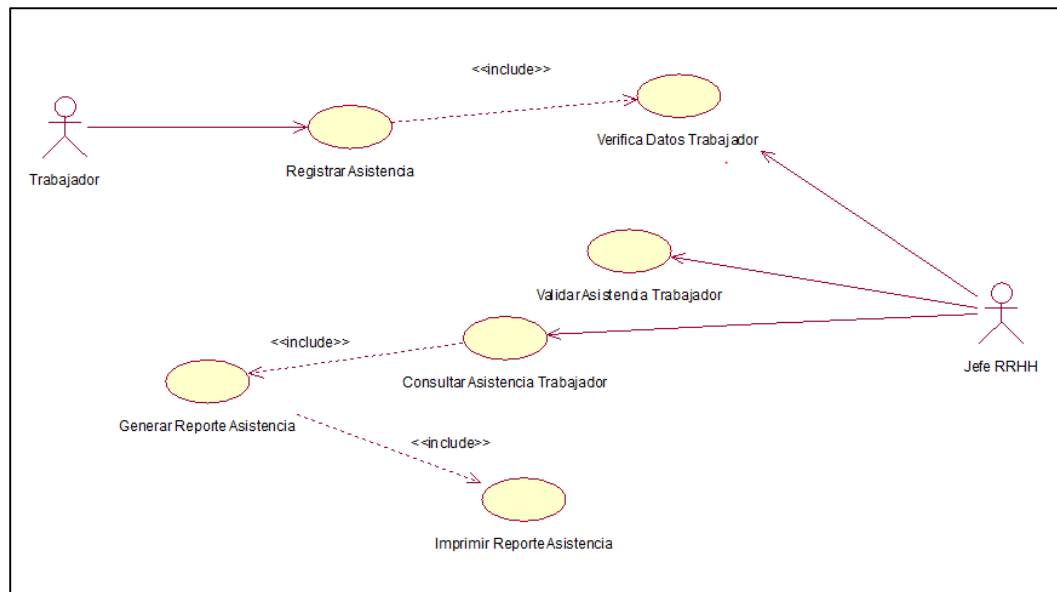 <<include>>
Verifica Datos Trabajador
Registrar Asistencia
Trabajador
Validar Asistencia Trabajador
<<include>>
Jefe RRHH
Consultar Asistencia Trabajador
Generar Reporte Asistencia
<<include>>
Imprimir Reporte Asistencia